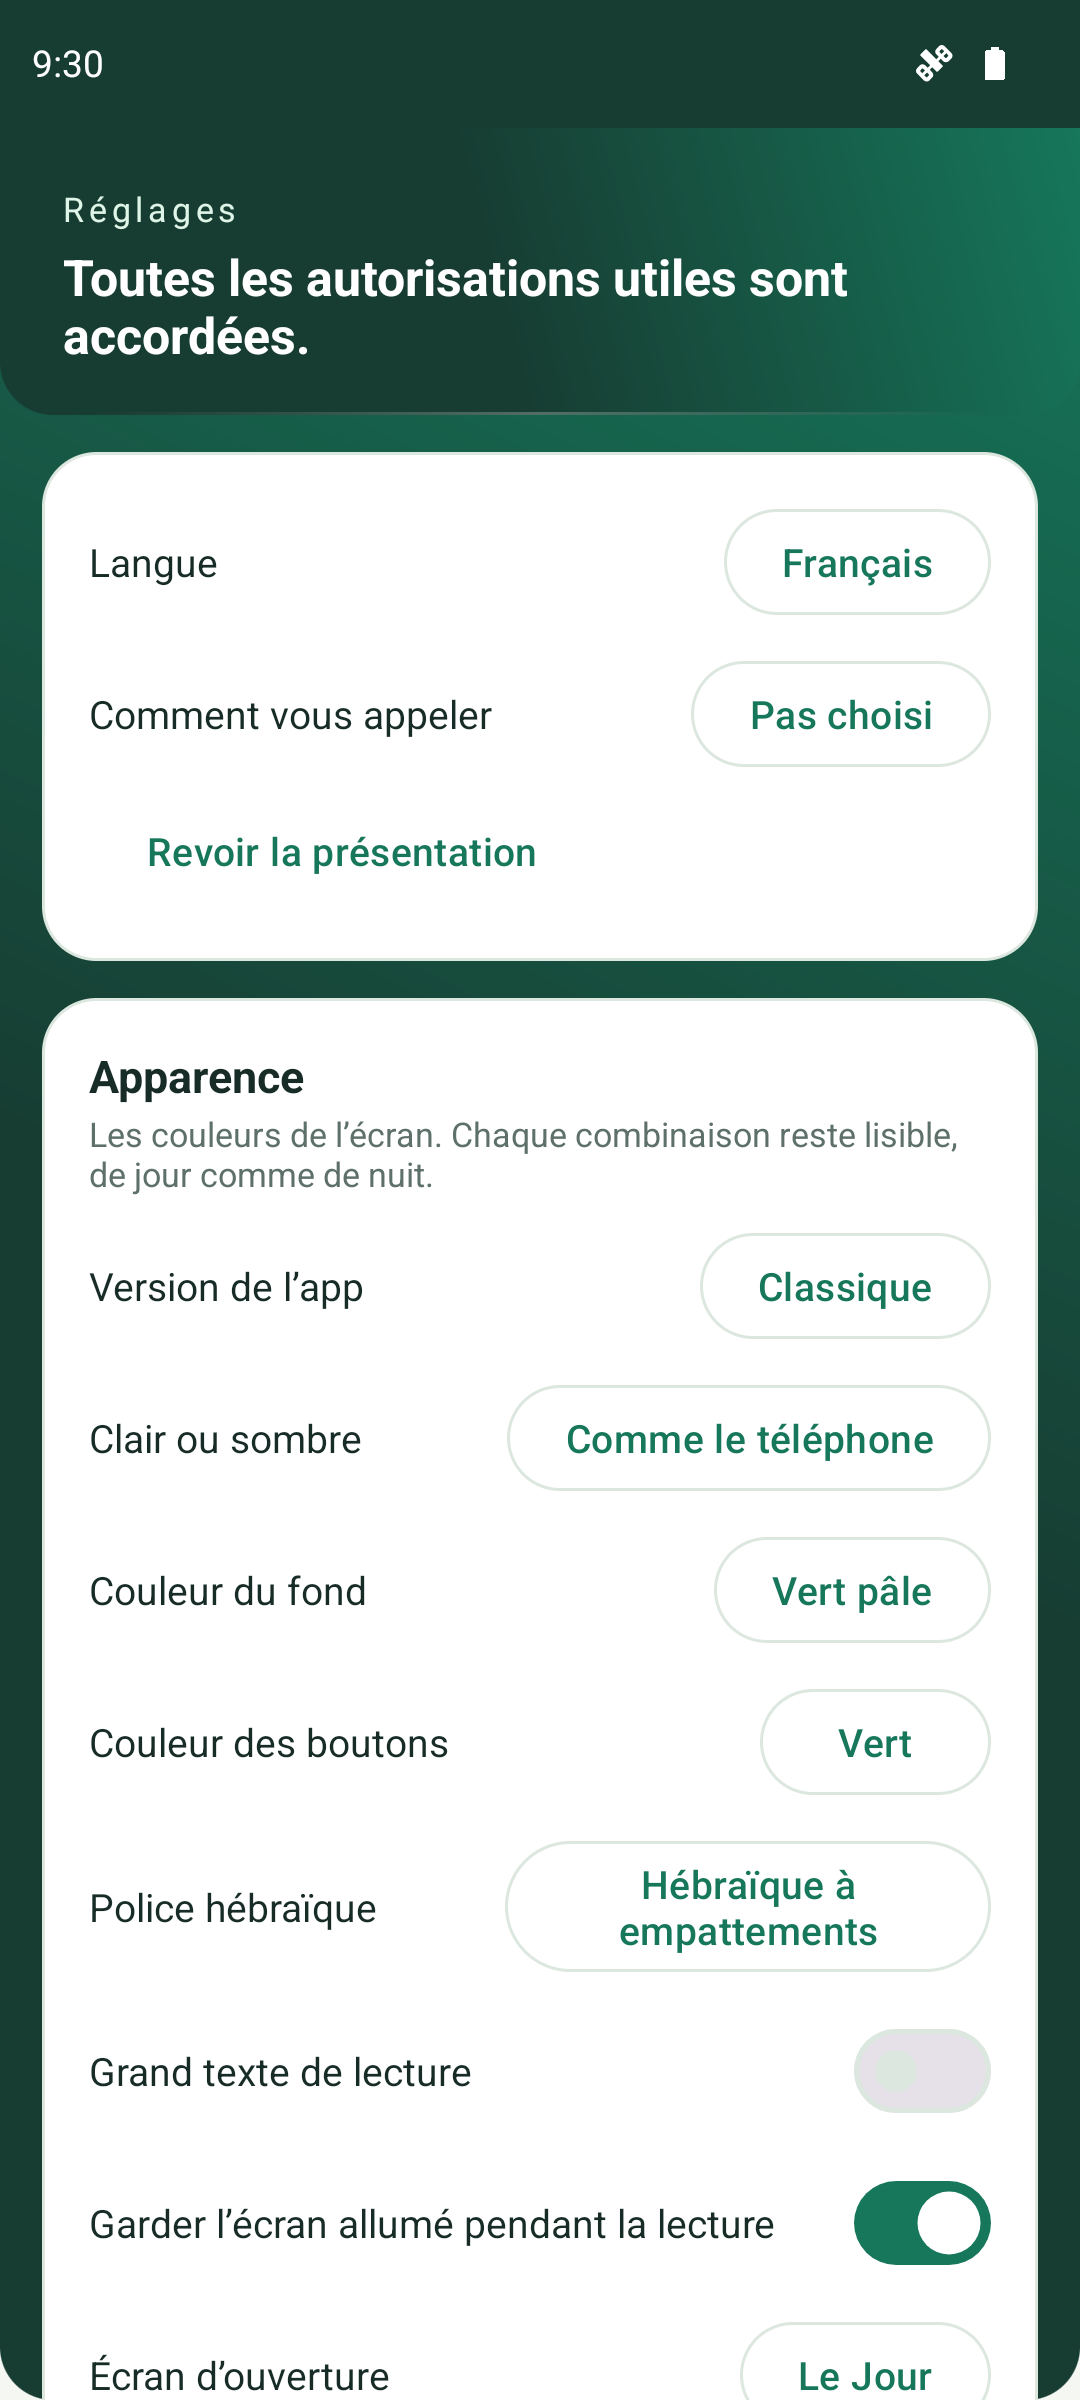 9:30
Réglages
Toutes les autorisations utiles sont
accordées.
Langue
Français
Comment vous appeler
Pas choisi
Revoir la présentation
Apparence
Les couleurs de l’écran. Chaque combinaison reste lisible,
de jour comme de nuit.
Version de l’app
Classique
Clair ou sombre
Comme le téléphone
Couleur du fond
Vert pâle
Couleur des boutons
Vert
Police hébraïque
Hébraïque à
empattements
Grand texte de lecture
Garder l’écran allumé pendant la lecture
Écran d’ouverture
Le Jour